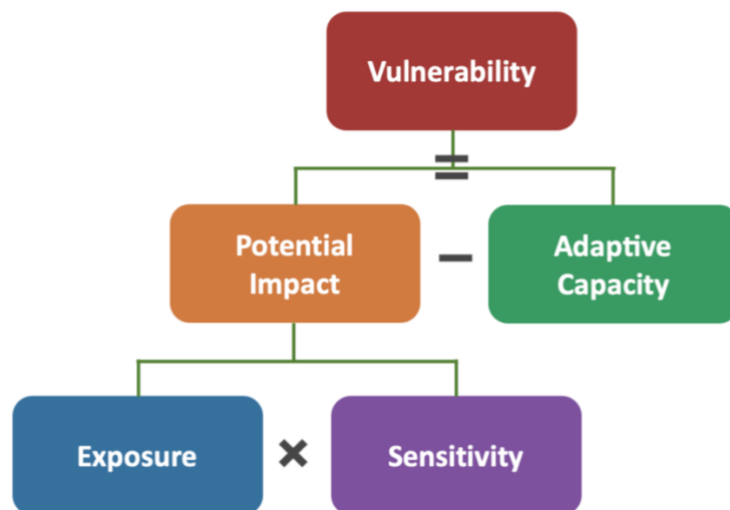 Vulnerability
=
Potential
Impact
−
Adaptive
Capacity
Exposure
×
Sensitivity